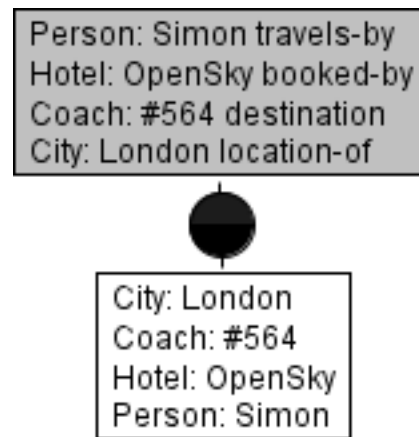 Person: Simon travels-by
Hotel: OpenSky booked-by
Coach: #564 destination
City: London location-of
City: London
Coach: #564
Hotel: OpenSky
Person: Simon